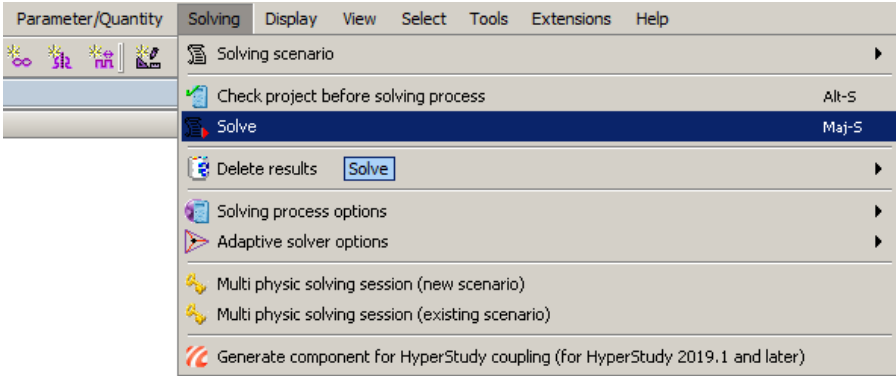 Parameter/Quantity Solving Display View Select Tools Extensions Help
Solving scenario
Check project before solving process Alt-S
Solve Maj-S
Delete results Solve
Solving process options
Adaptive solver options
Multi physic solving session (new scenario)
Multi physic solving session (existing scenario)
Generate component for HyperStudy coupling (for HyperStudy 2019.1 and later)